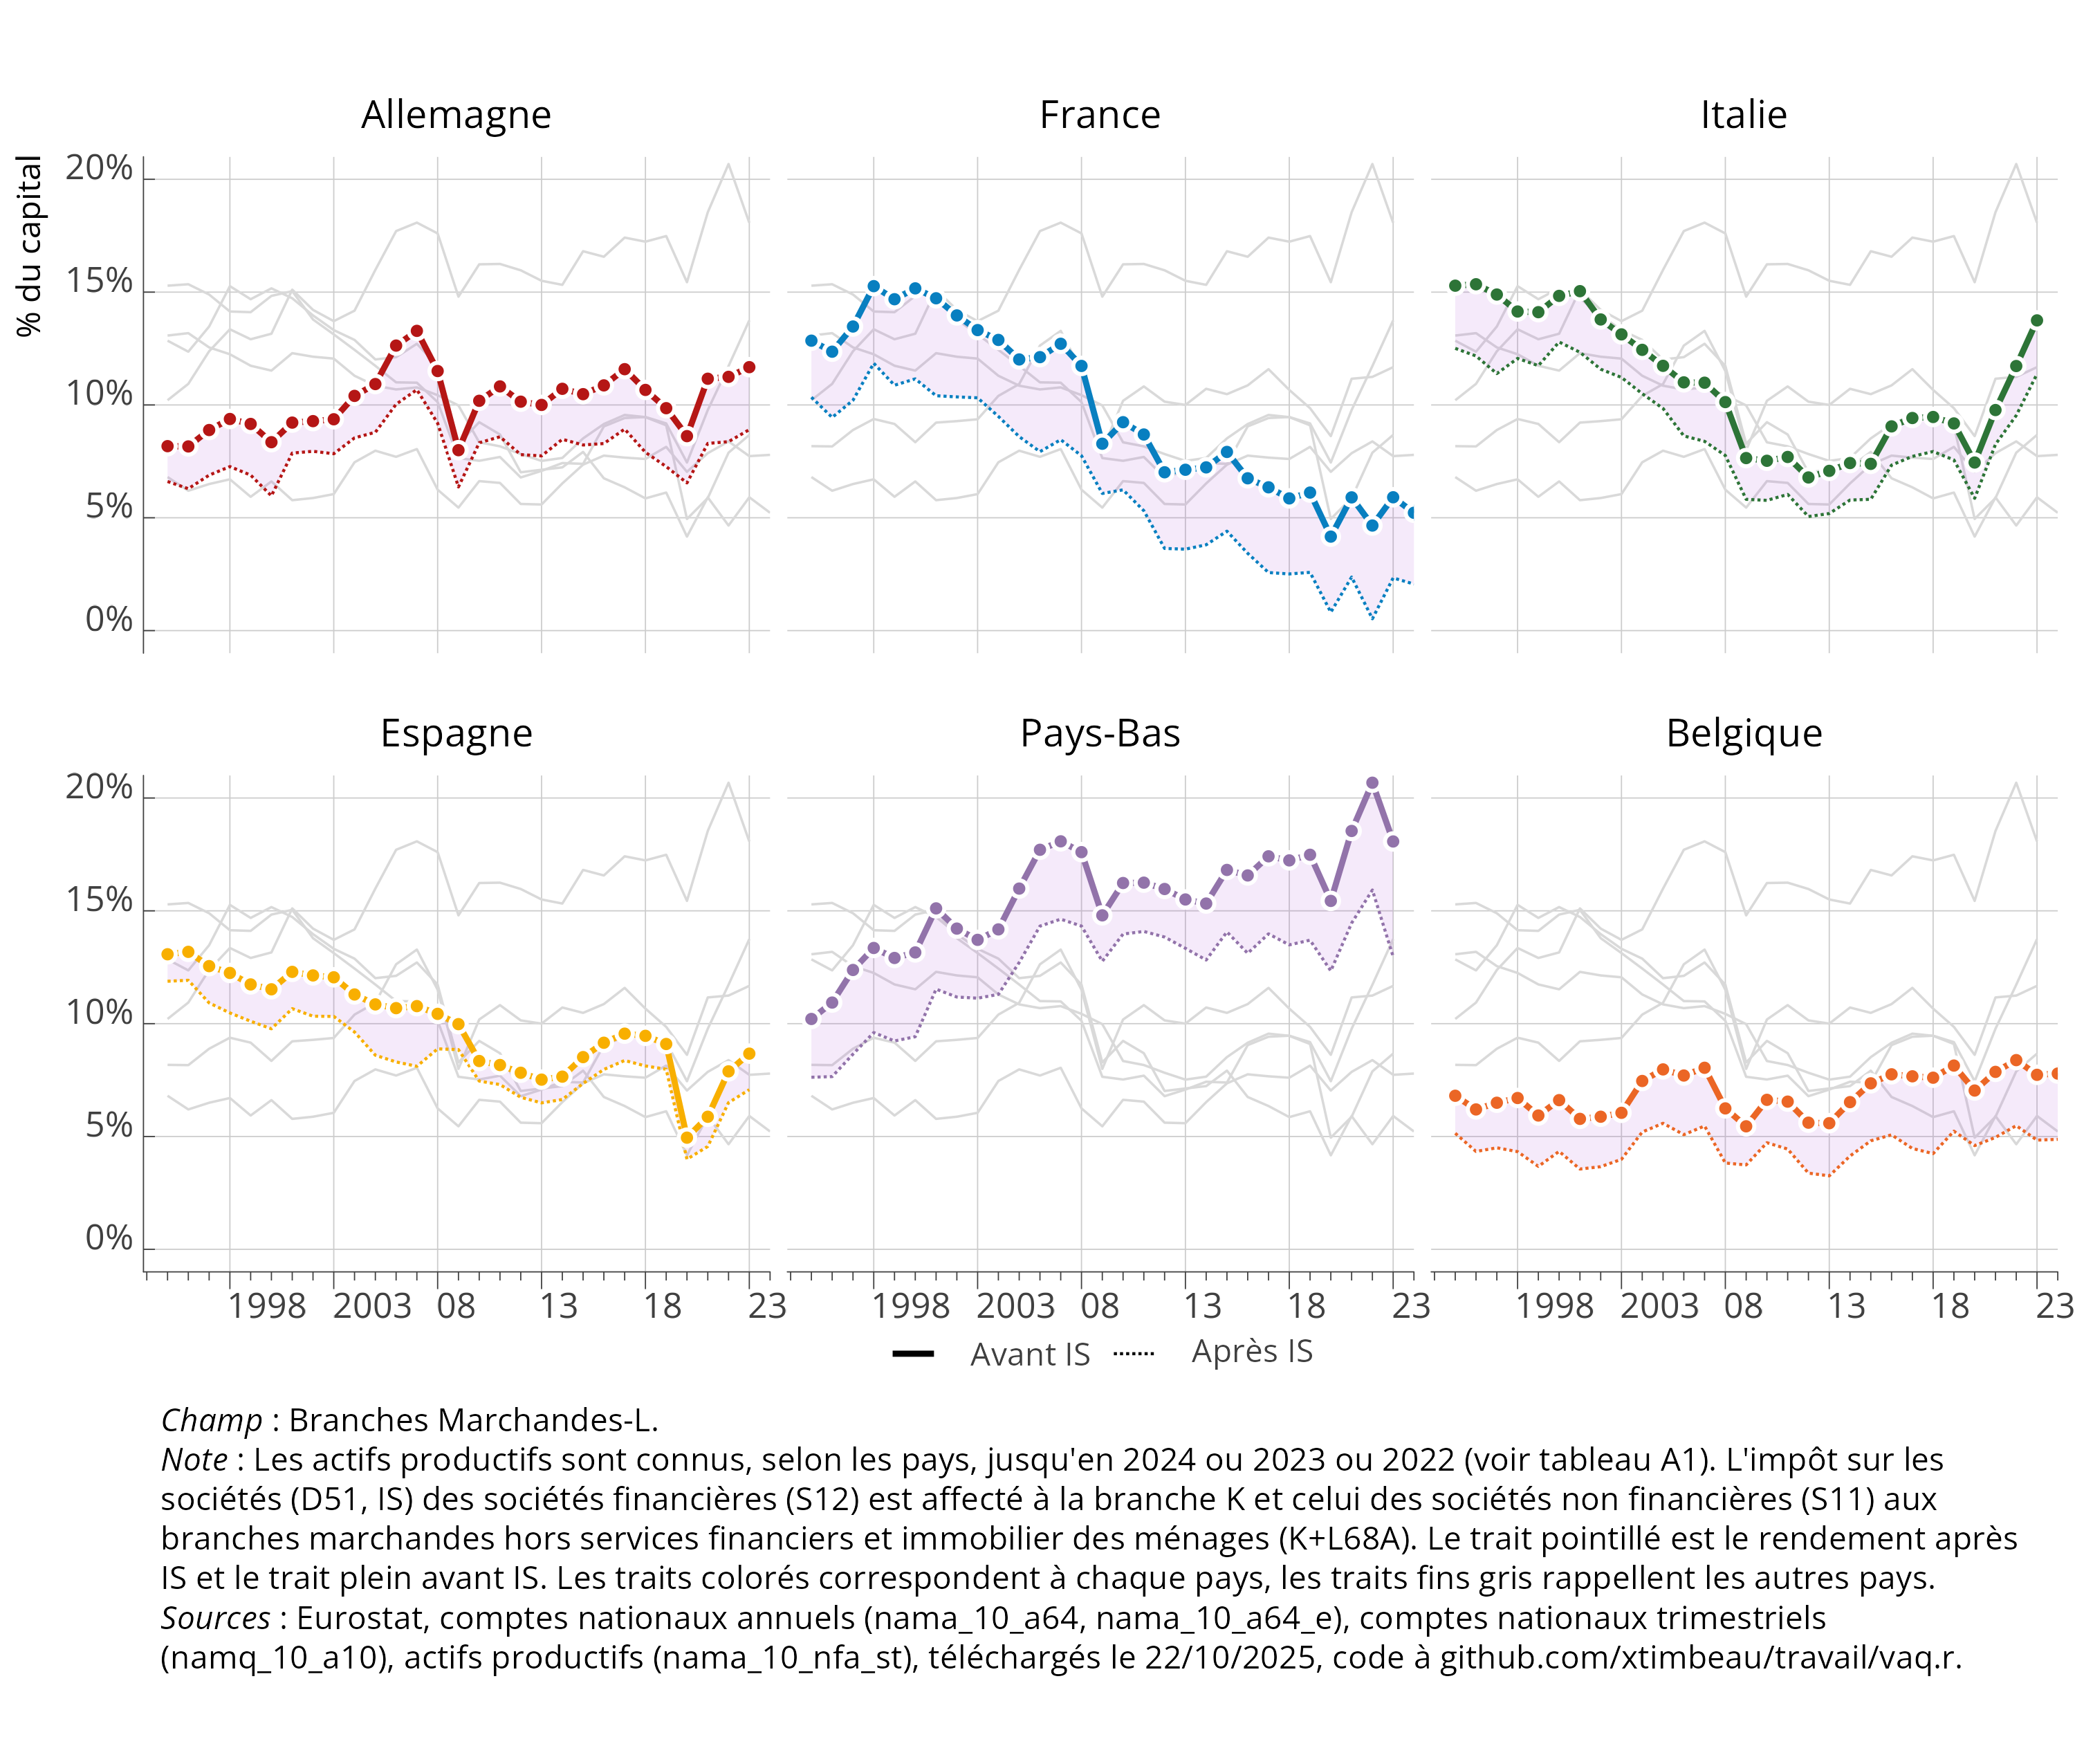 Allemagne
France
Italie
% du capital
20%
15%
10%
5%
0%
Espagne
Pays-Bas
Belgique
20%
15%
10%
5%
0%
1998 2003 08 13 18 23
1998 2003 08 13 18 23
1998 2003 08 13 18 23
Avant IS Après IS
Champ : Branches Marchandes-L.
Note : Les actifs productifs sont connus, selon les pays, jusqu'en 2024 ou 2023 ou 2022 (voir tableau A1). L'impôt sur les
sociétés (D51, IS) des sociétés financières (S12) est affecté à la branche K et celui des sociétés non financières (S11) aux
branches marchandes hors services financiers et immobilier des ménages (K+L68A). Le trait pointillé est le rendement après
IS et le trait plein avant IS. Les traits colorés correspondent à chaque pays, les traits fins gris rappellent les autres pays.
Sources : Eurostat, comptes nationaux annuels (nama_10_a64, nama_10_a64_e), comptes nationaux trimestriels
(namq_10_a10), actifs productifs (nama_10_nfa_st), téléchargés le 22/10/2025, code à github.com/xtimbeau/travail/vaq.r.